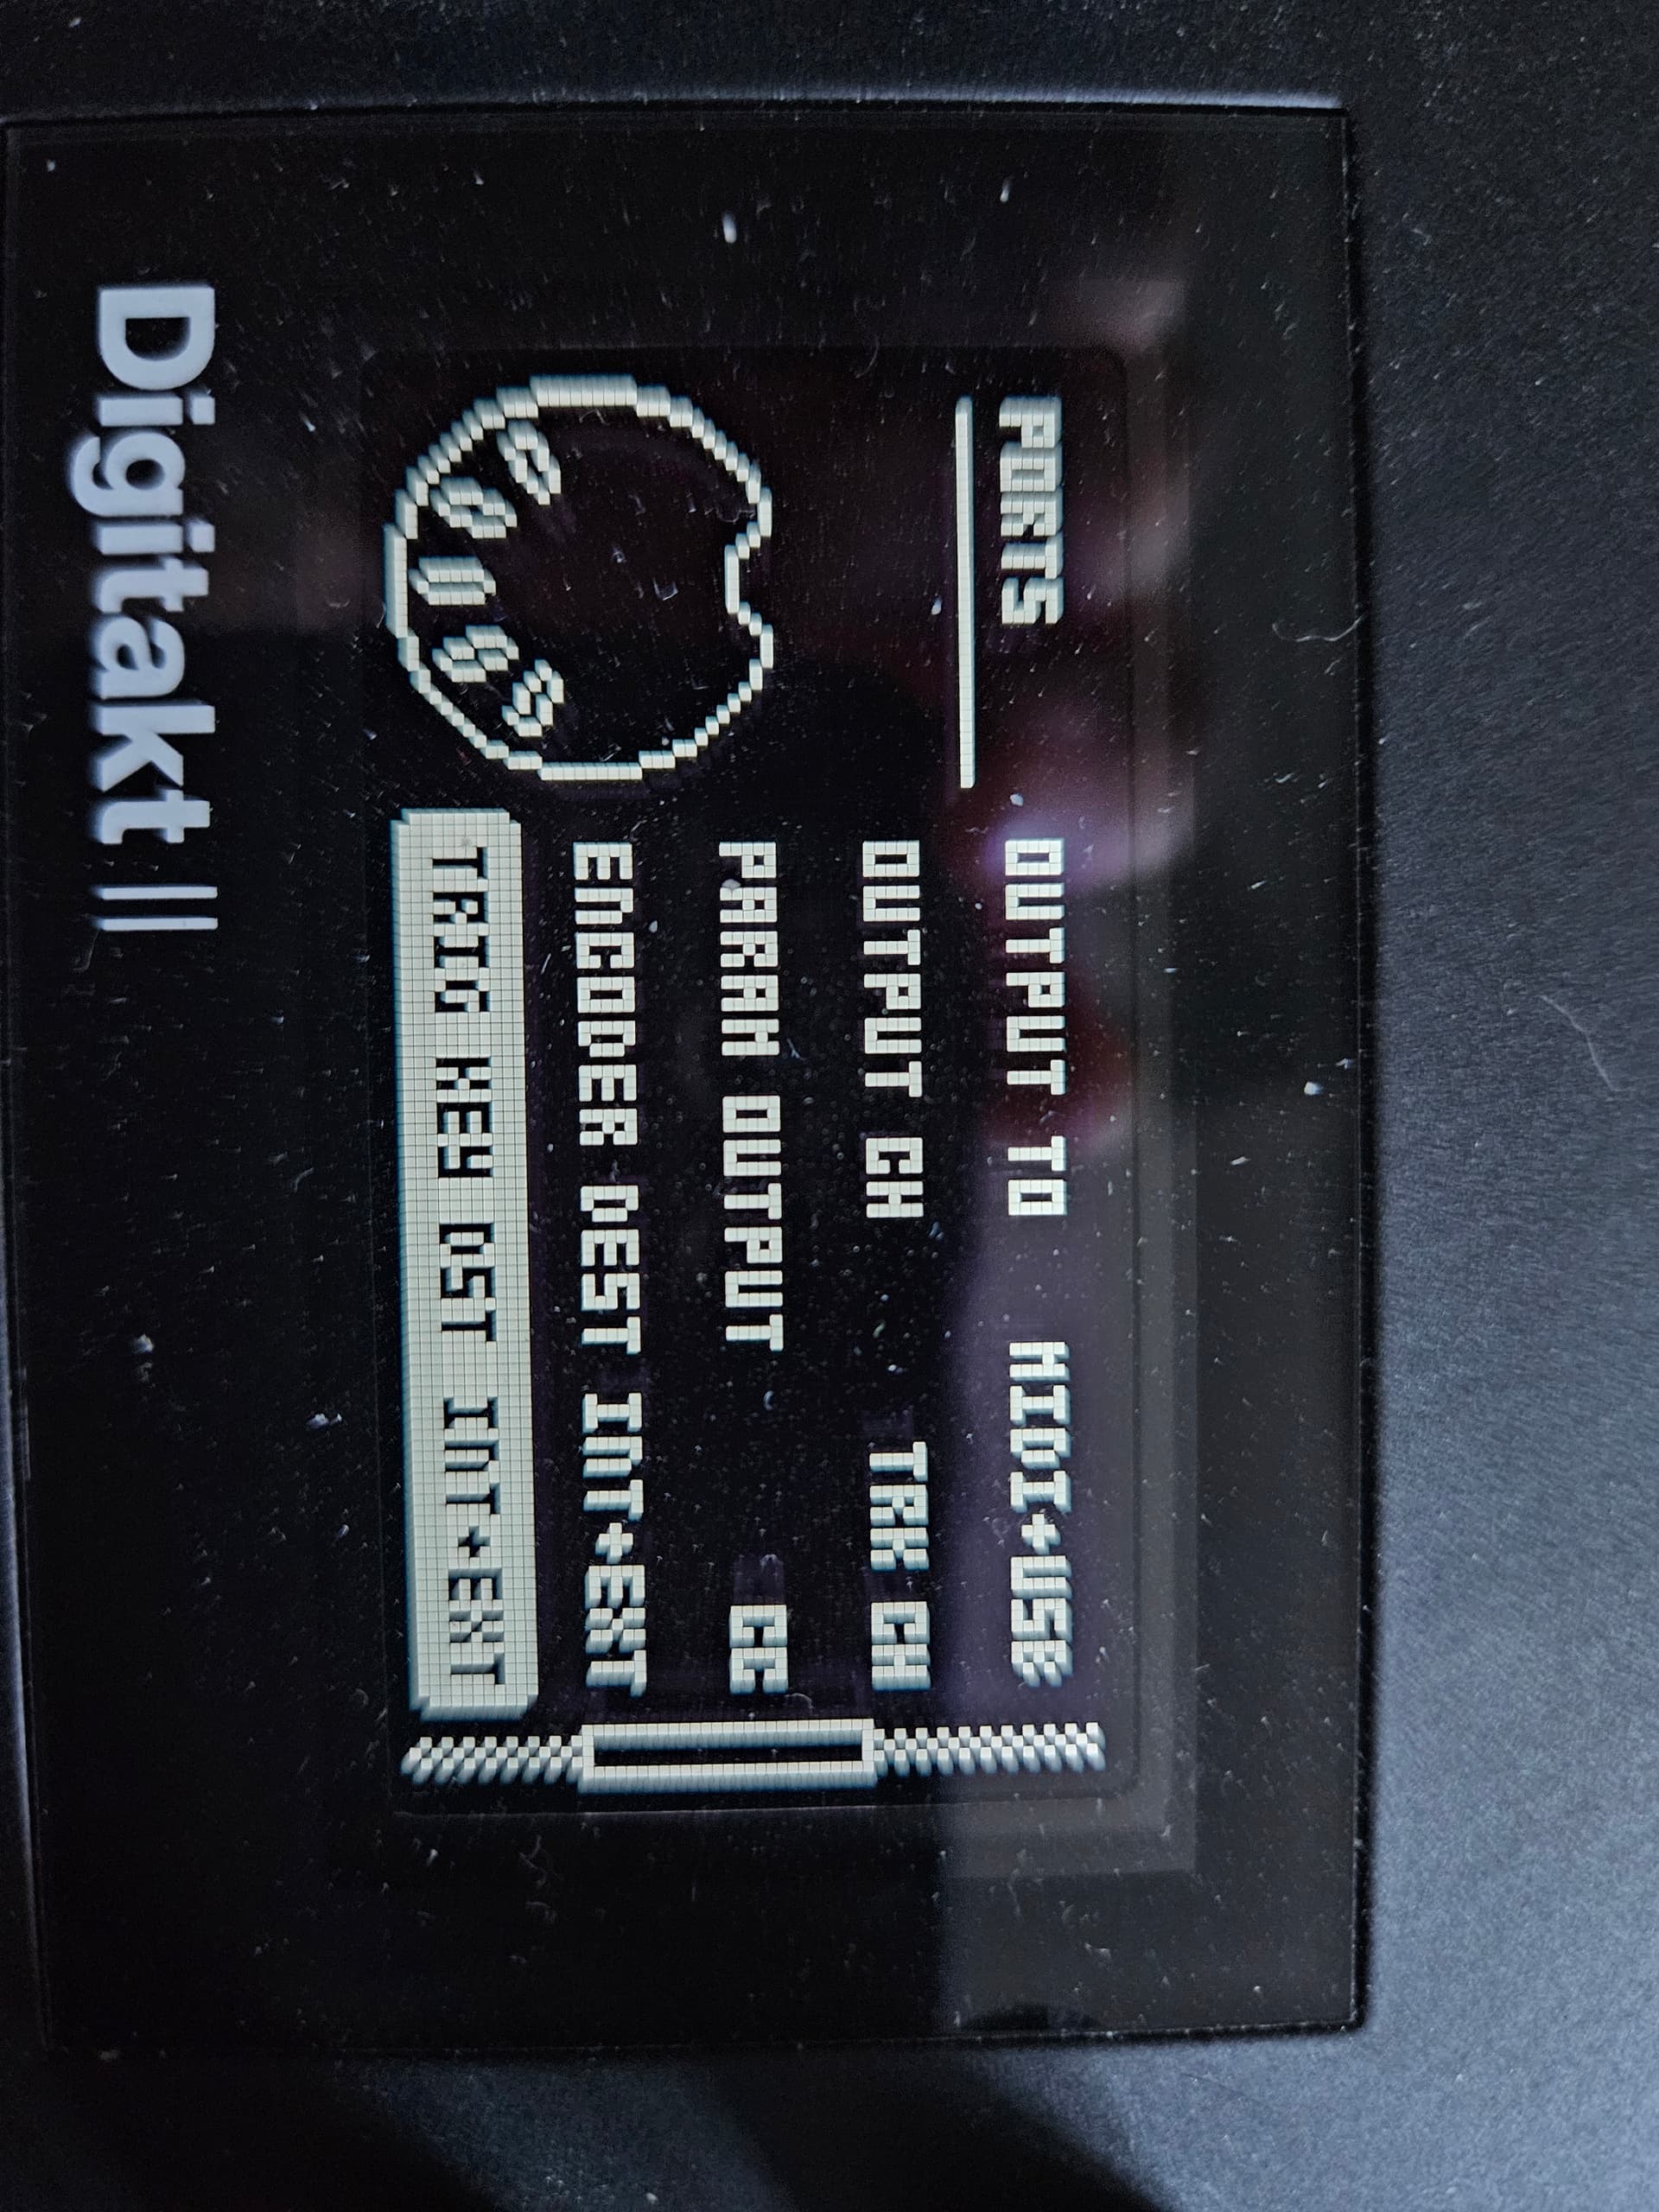 PORTS
OUTPUT TO MIDI+USB
OUTPUT CH TRK CH
PARAM OUTPUT CC
ENCODER DEST INT+EXT
TRIG KEY DST INT+EXT
Digitakt II